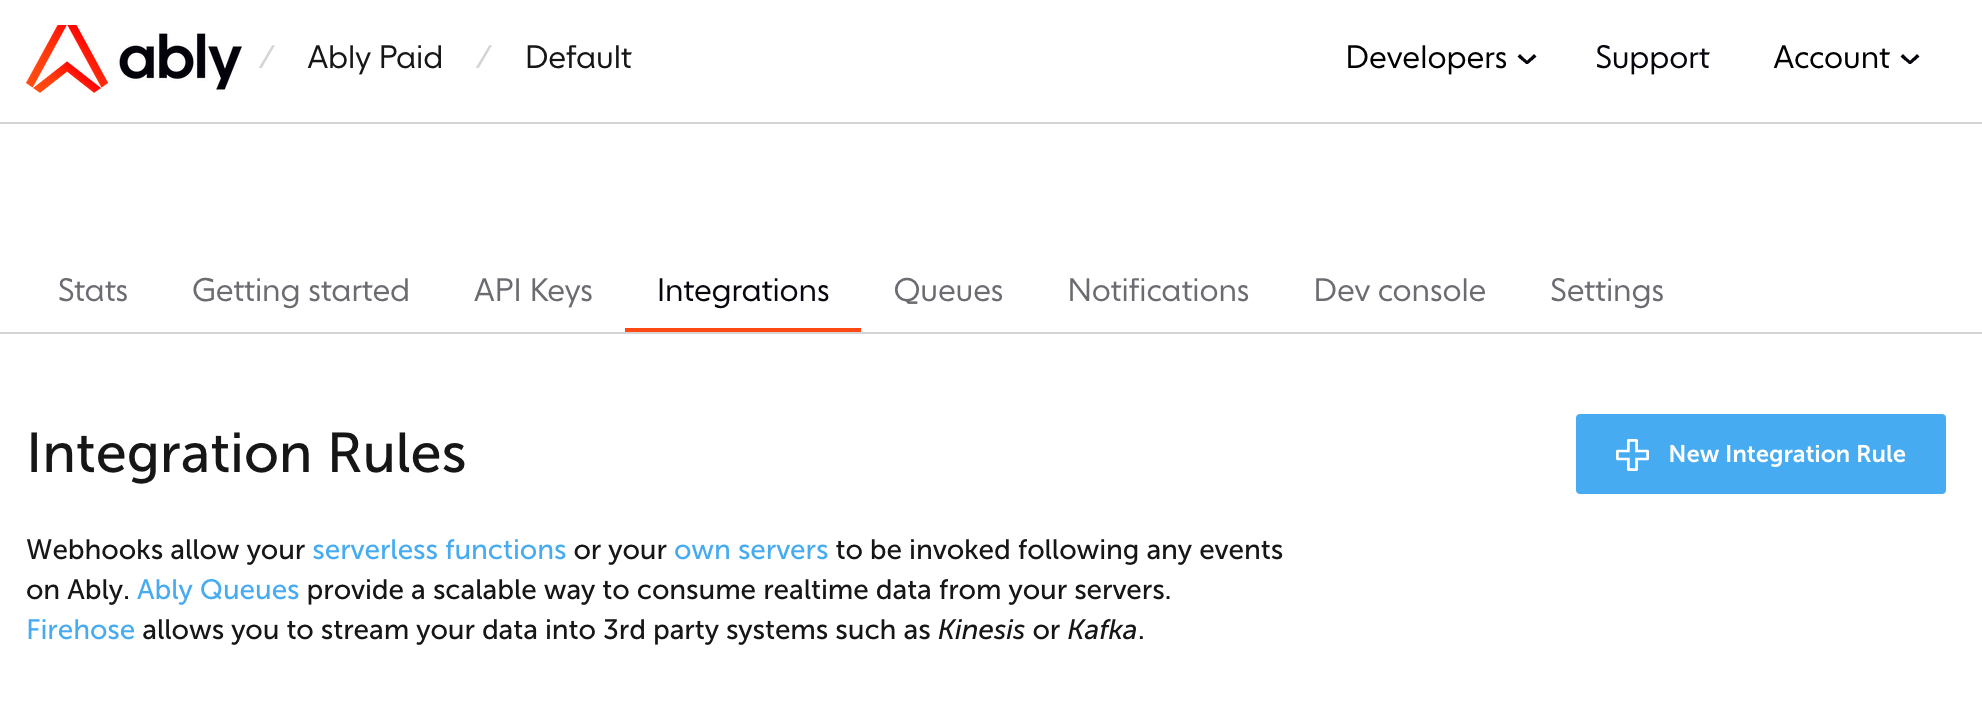 ably / Ably Paid / Default Developers Support Account
Stats Getting started API Keys Integrations Queues Notifications Dev console Settings
Integration Rules
New Integration Rule
Webhooks allow your serverless functions or your own servers to be invoked following any events
on Ably. Ably Queues provide a scalable way to consume realtime data from your servers.
Firehose allows you to stream your data into 3rd party systems such as Kinesis or Kafka.